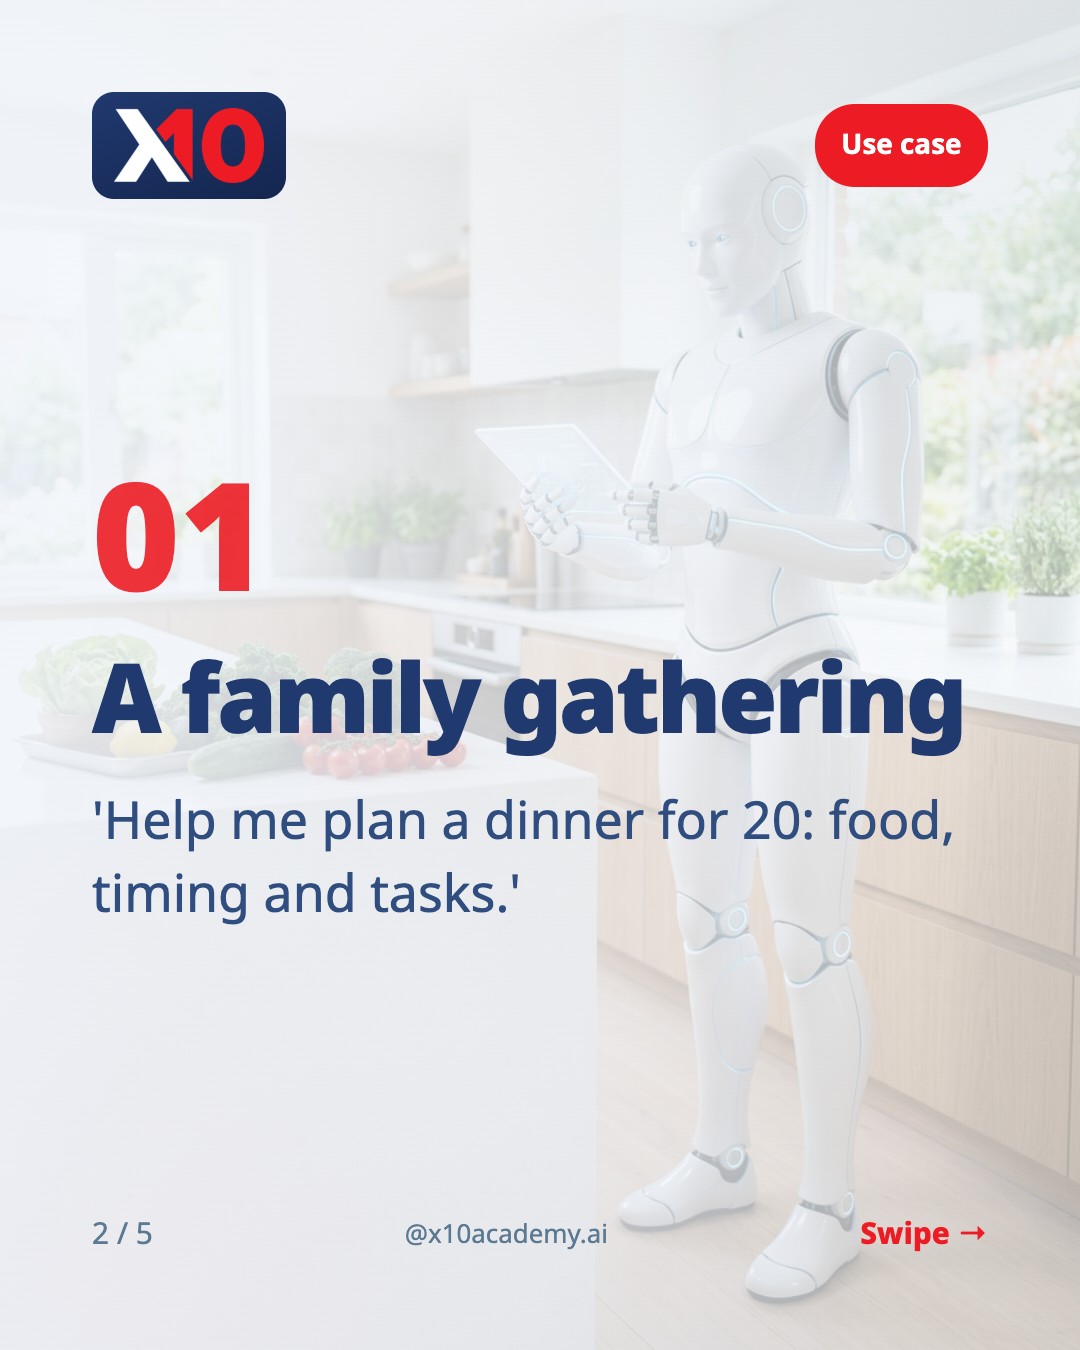 X10
Use case
01
A family gathering
'Help me plan a dinner for 20: food,
timing and tasks.'
2 / 5
@x10academy.ai
Swipe →